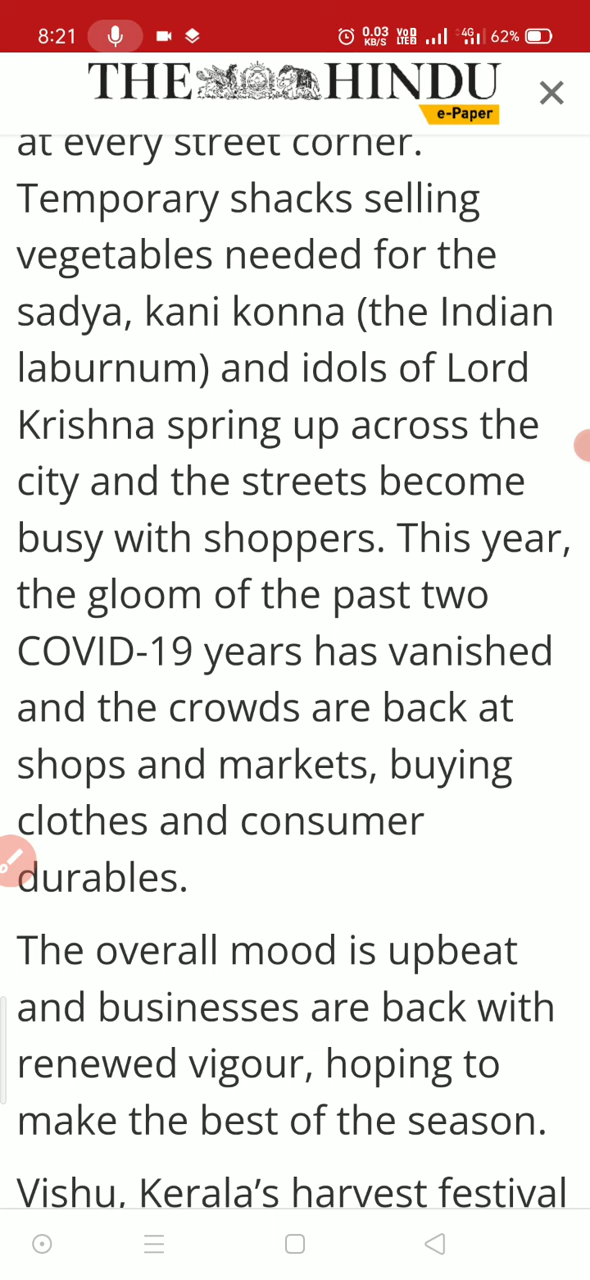 8:21
0.03 KB/S
VoD LTE
4G
62%
THE HINDU
e-Paper
at every street corner.
Temporary shacks selling
vegetables needed for the
sadya, kani konna (the Indian
laburnum) and idols of Lord
Krishna spring up across the
city and the streets become
busy with shoppers. This year,
the gloom of the past two
COVID-19 years has vanished
and the crowds are back at
shops and markets, buying
clothes and consumer
durables.
The overall mood is upbeat
and businesses are back with
renewed vigour, hoping to
make the best of the season.
Vishu, Kerala’s harvest festival